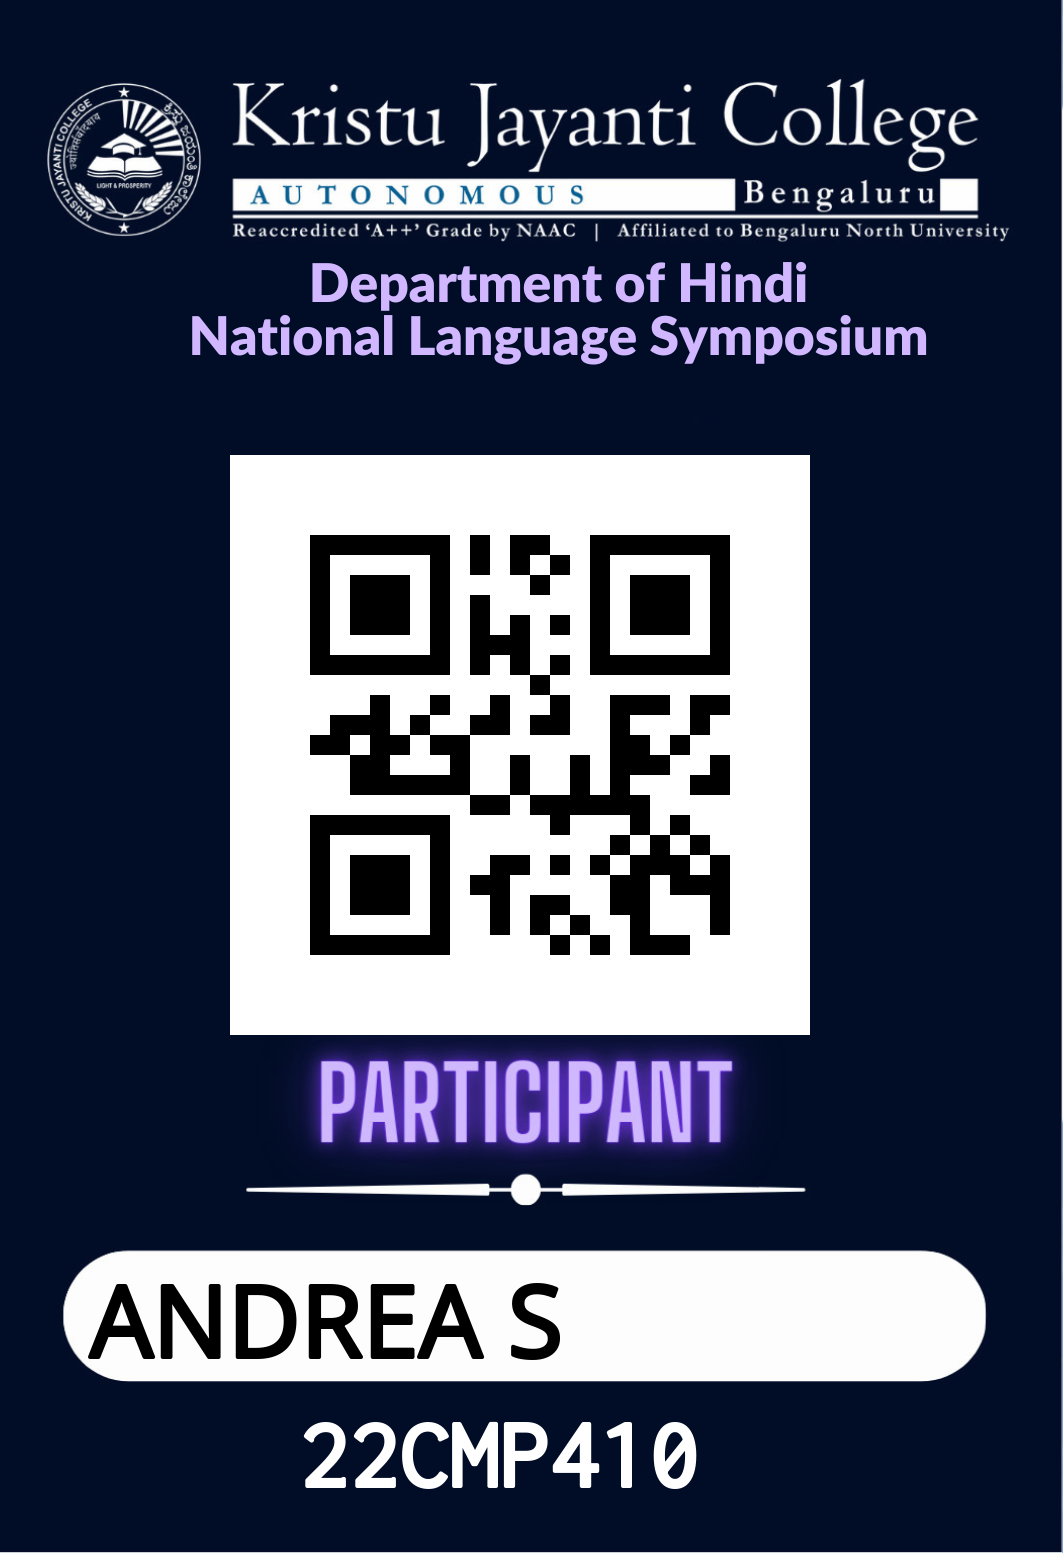 KRISTU JAYANTI COLLEGE
LIGHT & PROSPERITY
Kristu Jayanti College
AUTONOMOUS Bengaluru
Reaccredited ‘A++’ Grade by NAAC | Affiliated to Bengaluru North University
Department of Hindi
National Language Symposium
PARTICIPANT
ANDREA S
22CMP410